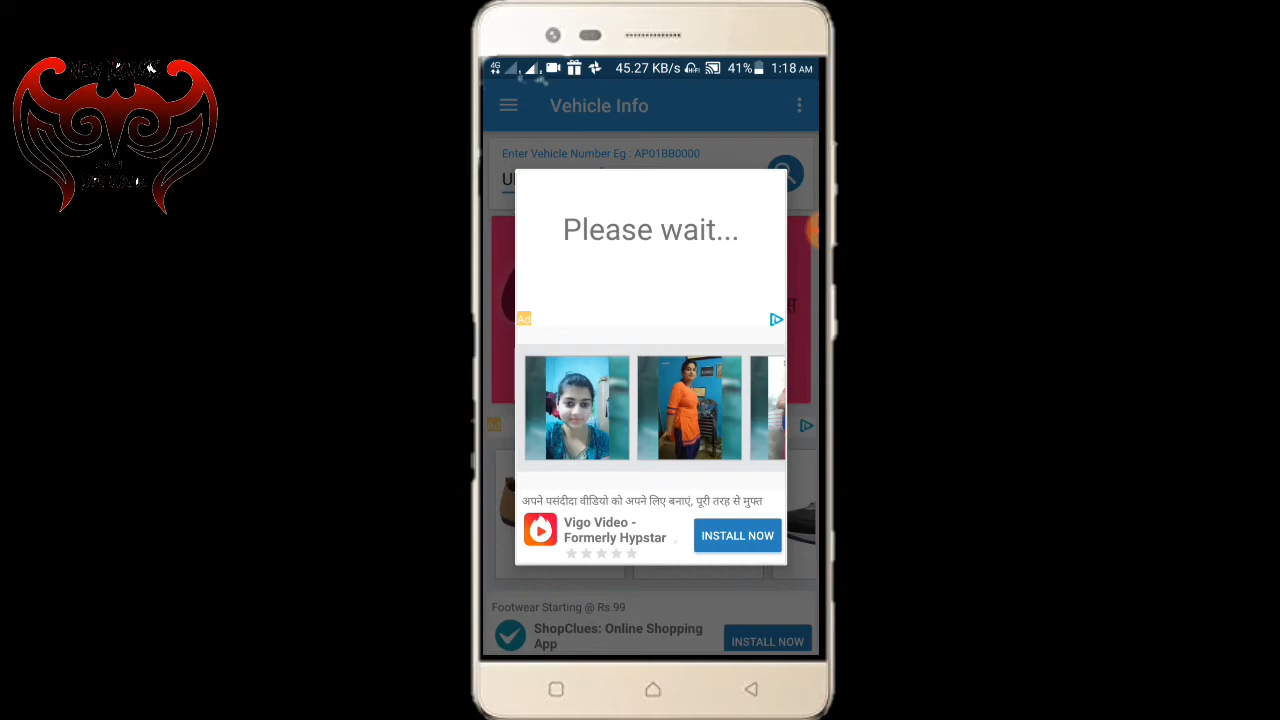 4G 45.27 KB/s 41% 1:18 AM
Vehicle Info
Enter Vehicle Number Eg : AP01BB0000
Please wait...
Ad
Ad
अपने पसंदीदा वीडियो को अपने लिए बनाएं, पूरी तरह से मुफ्त
Vigo Video -
Formerly Hypstar
INSTALL NOW
Footwear Starting @ Rs.99
ShopClues: Online Shopping
App
INSTALL NOW